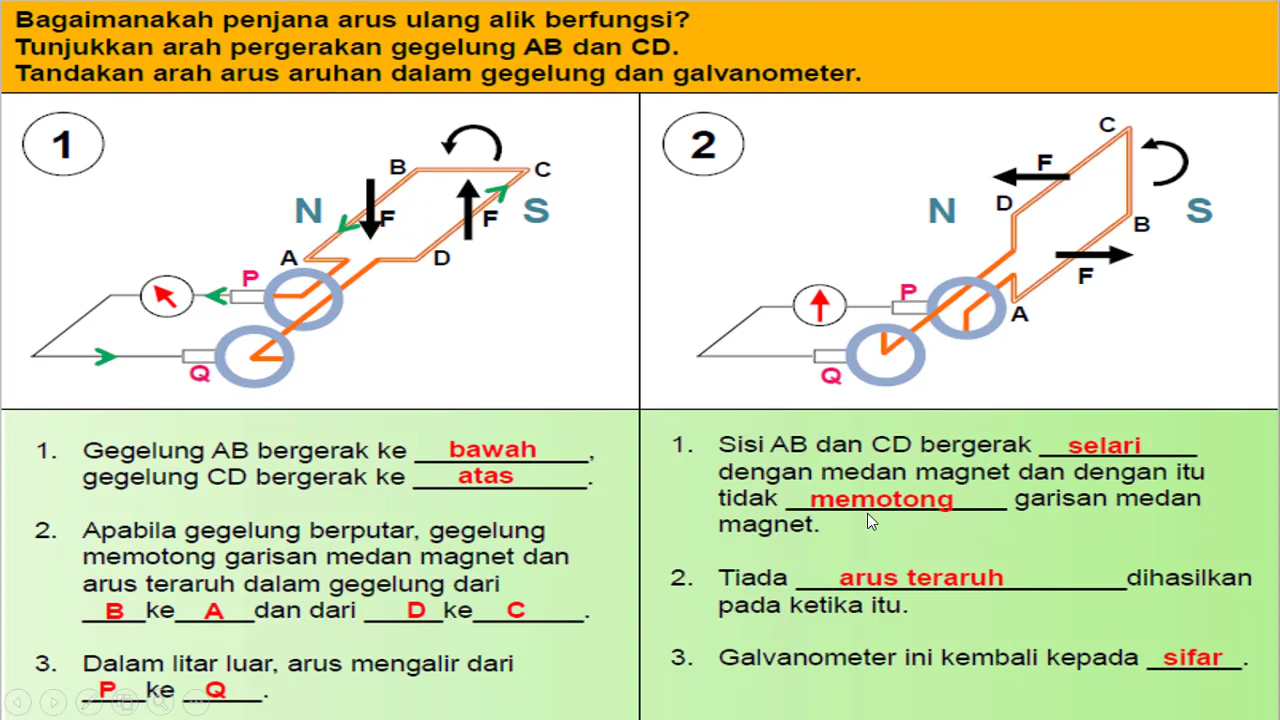 Bagaimanakah penjana arus ulang alik berfungsi?
Tunjukkan arah pergerakan gegelung AB dan CD.
Tandakan arah arus aruhan dalam gegelung dan galvanometer.
1
B
C
N
F
F
S
A
D
P
Q
1. Gegelung AB bergerak ke bawah,
gegelung CD bergerak ke atas.
2. Apabila gegelung berputar, gegelung
memotong garisan medan magnet dan
arus teraruh dalam gegelung dari
B ke A dan dari D ke C.
3. Dalam litar luar, arus mengalir dari
P ke Q.
2
C
F
N
D
S
B
F
P
A
Q
1. Sisi AB dan CD bergerak selari
dengan medan magnet dan dengan itu
tidak memotong garisan medan
magnet.
2. Tiada arus teraruh dihasilkan
pada ketika itu.
3. Galvanometer ini kembali kepada sifar.